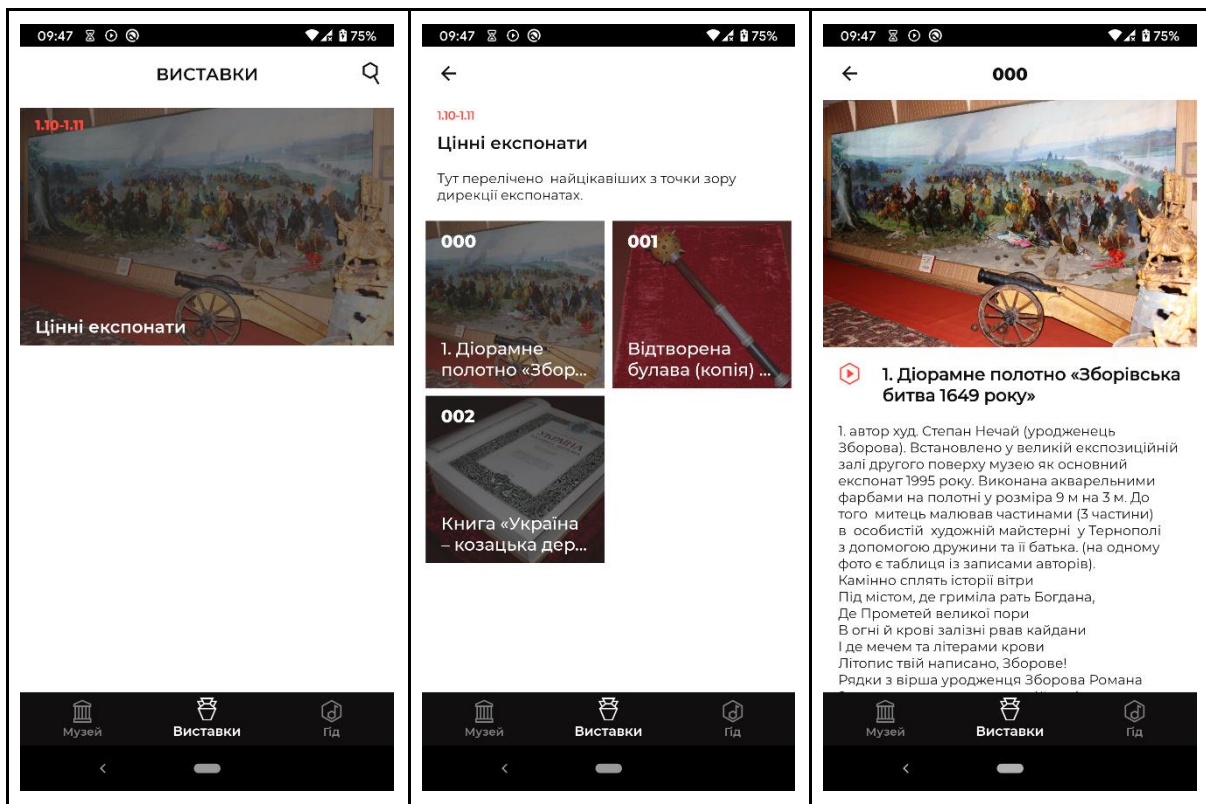 09:47 75%
ВИСТАВКИ
1.10-1.11
Цінні експонати
Музей Виставки Гід
09:47 75%
1.10-1.11
Цінні експонати
Тут перелічено найцікавіших з точки зору
дирекції експонатах.
000
1. Діорамне
полотно «Збор...
001
Відтворена
булава (копія) ...
002
УКРАЇНА
Книга «Україна
– козацька дер...
Музей Виставки Гід
09:47 75%
000
1. Діорамне полотно «Зборівська
битва 1649 року»
1. автор худ. Степан Нечай (уродженець
Зборова). Встановлено у великій експозиційній
залі другого поверху музею як основний
експонат 1995 року. Виконана акварельними
фарбами на полотні у розміра 9 м на 3 м. До
того митець малював частинами (3 частини)
в особистій художній майстерні у Тернополі
з допомогою дружини та її батька. (на одному
фото є таблиця із записами авторів).
Камінно сплять історії вітри
Під містом, де гриміла рать Богдана,
Де Прометей великої пори
В огні й крові залізні рвав кайдани
І де мечем та літерами крови
Літопис твій написано, Зборове!
Рядки з вірша уродженця Зборова Романа
Музей Виставки Гід